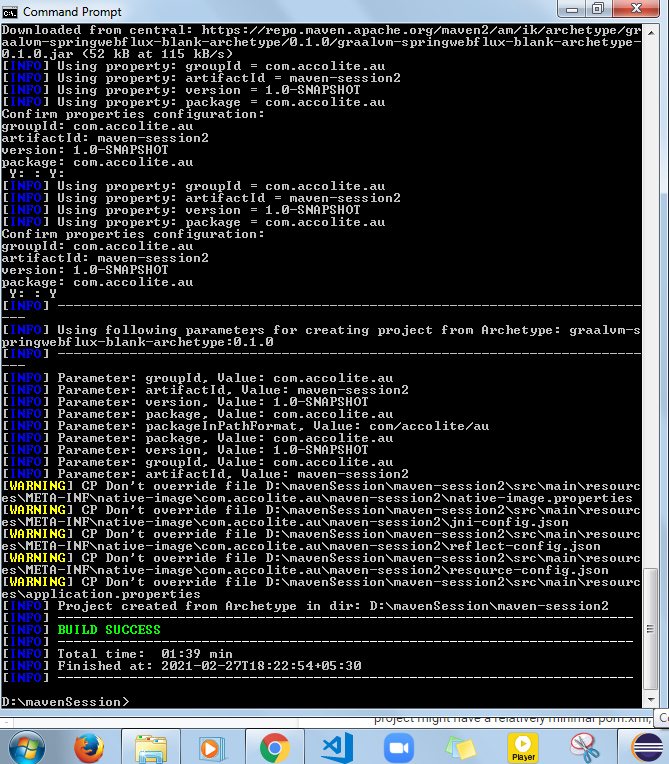 Command Prompt
Downloaded from central: https://repo.maven.apache.org/maven2/am/ik/archetype/gr
aalvm-springwebflux-blank-archetype/0.1.0/graalvm-springwebflux-blank-archetype-
0.1.0.jar (52 kB at 115 kB/s)
[INFO] Using property: groupId = com.accolite.au
[INFO] Using property: artifactId = maven-session2
[INFO] Using property: version = 1.0-SNAPSHOT
[INFO] Using property: package = com.accolite.au
Confirm properties configuration:
groupId: com.accolite.au
artifactId: maven-session2
version: 1.0-SNAPSHOT
package: com.accolite.au
 Y: : Y:
[INFO] Using property: groupId = com.accolite.au
[INFO] Using property: artifactId = maven-session2
[INFO] Using property: version = 1.0-SNAPSHOT
[INFO] Using property: package = com.accolite.au
Confirm properties configuration:
groupId: com.accolite.au
artifactId: maven-session2
version: 1.0-SNAPSHOT
package: com.accolite.au
 Y: : Y
[INFO] -------------------------------------------------------------------------
---
[INFO] Using following parameters for creating project from Archetype: graalvm-s
pringwebflux-blank-archetype:0.1.0
[INFO] -------------------------------------------------------------------------
---
[INFO] Parameter: groupId, Value: com.accolite.au
[INFO] Parameter: artifactId, Value: maven-session2
[INFO] Parameter: version, Value: 1.0-SNAPSHOT
[INFO] Parameter: package, Value: com.accolite.au
[INFO] Parameter: packageInPathFormat, Value: com/accolite/au
[INFO] Parameter: package, Value: com.accolite.au
[INFO] Parameter: version, Value: 1.0-SNAPSHOT
[INFO] Parameter: groupId, Value: com.accolite.au
[INFO] Parameter: artifactId, Value: maven-session2
[WARNING] CP Don't override file D:\mavenSession\maven-session2\src\main\resourc
es\META-INF\native-image\com.accolite.au\maven-session2\native-image.properties
[WARNING] CP Don't override file D:\mavenSession\maven-session2\src\main\resourc
es\META-INF\native-image\com.accolite.au\maven-session2\jni-config.json
[WARNING] CP Don't override file D:\mavenSession\maven-session2\src\main\resourc
es\META-INF\native-image\com.accolite.au\maven-session2\reflect-config.json
[WARNING] CP Don't override file D:\mavenSession\maven-session2\src\main\resourc
es\META-INF\native-image\com.accolite.au\maven-session2\resource-config.json
[WARNING] CP Don't override file D:\mavenSession\maven-session2\src\main\resourc
es\application.properties
[INFO] Project created from Archetype in dir: D:\mavenSession\maven-session2
[INFO] ------------------------------------------------------------------------
[INFO] BUILD SUCCESS
[INFO] ------------------------------------------------------------------------
[INFO] Total time:  01:39 min
[INFO] Finished at: 2021-02-27T18:22:54+05:30
[INFO] ------------------------------------------------------------------------
D:\mavenSession>
project might have a relatively minimal pom.xml,
Player